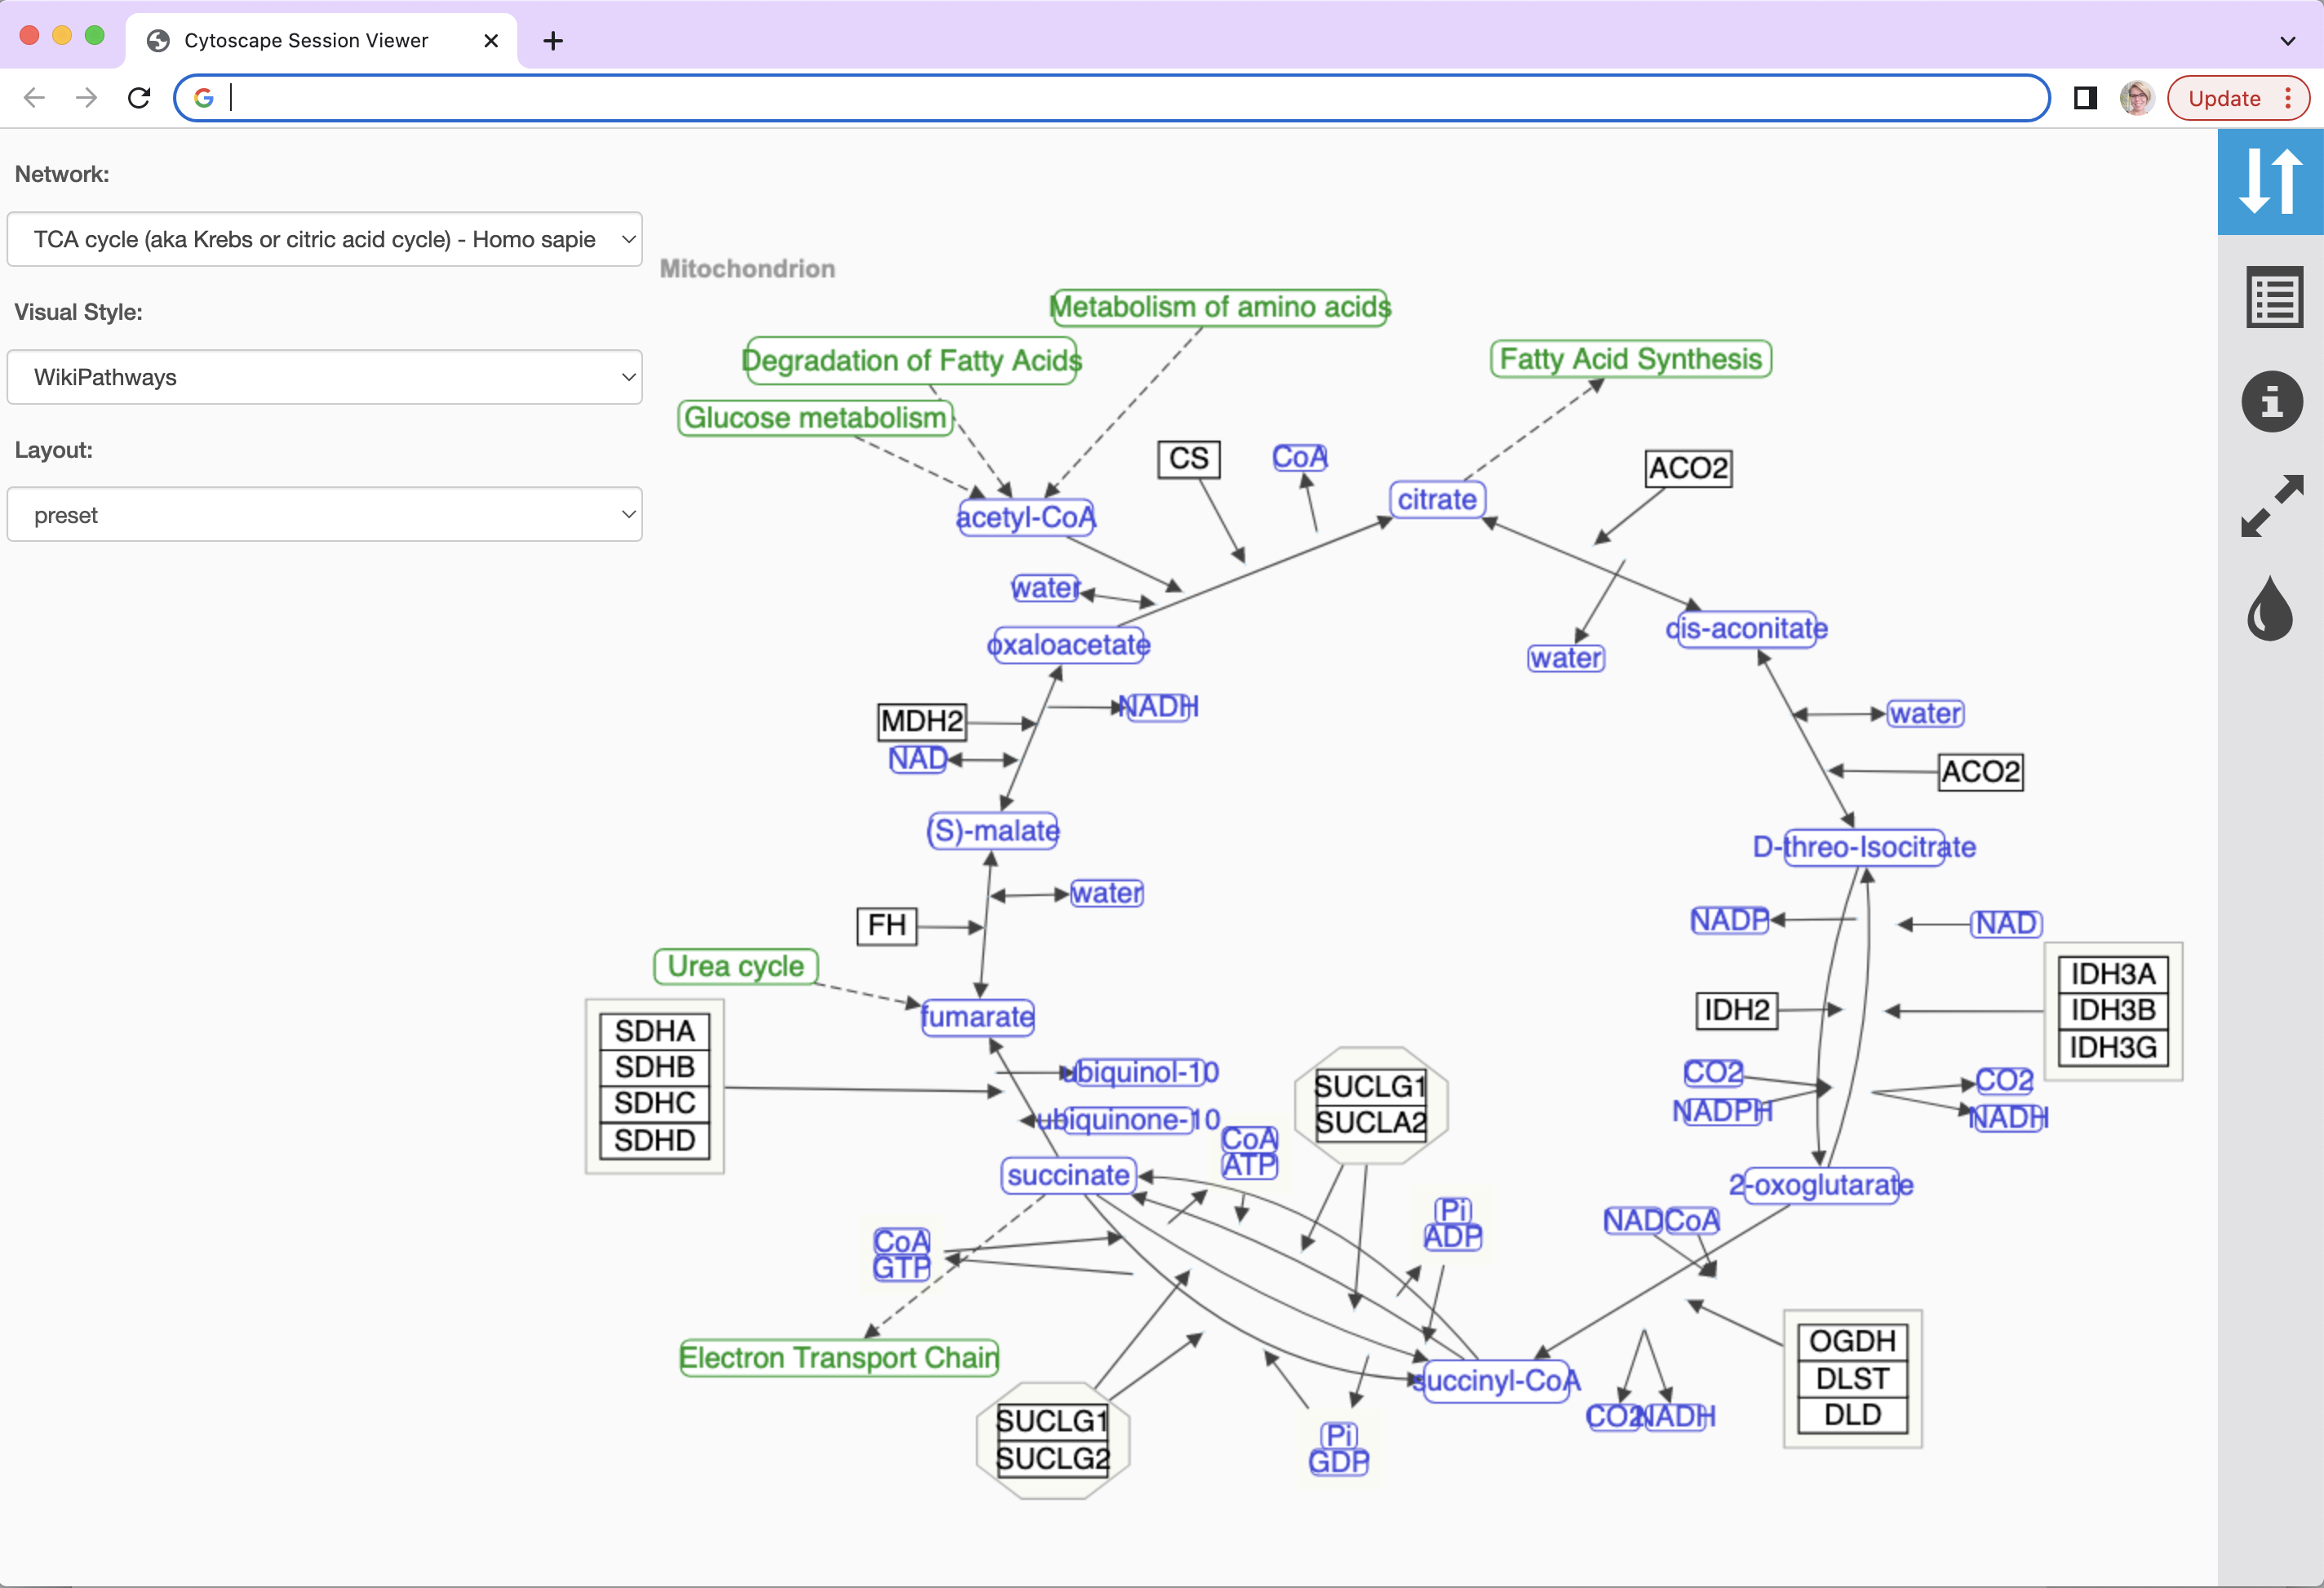 Cytoscape Session Viewer
Update
Network:
TCA cycle (aka Krebs or citric acid cycle) - Homo sapie
Visual Style:
WikiPathways
Layout:
preset
Mitochondrion
Metabolism of amino acids
Degradation of Fatty Acids
Fatty Acid Synthesis
Glucose metabolism
CS
CoA
ACO2
citrate
acetyl-CoA
water
oxaloacetate
cis-aconitate
water
MDH2
NADH
NAD
water
ACO2
(S)-malate
D-threo-Isocitrate
water
FH
NADP
NAD
Urea cycle
fumarate
IDH2
IDH3A
IDH3B
IDH3G
SDHA
SDHB
SDHC
SDHD
ubiquinol-10
ubiquinone-10
SUCLG1
SUCLA2
CO2
NADPH
CO2
NADH
CoA
ATP
succinate
2-oxoglutarate
Pi
ADP
NAD
CoA
CoA
GTP
Electron Transport Chain
succinyl-CoA
OGDH
DLST
DLD
CO2
NADH
SUCLG1
SUCLG2
Pi
GDP